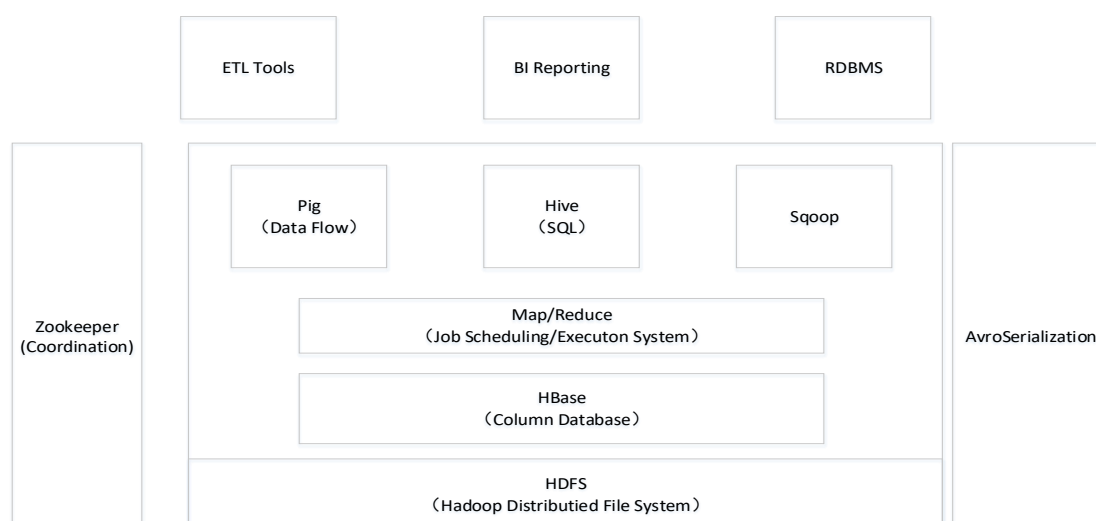 ETL Tools
BI Reporting
RDBMS
Pig
（Data Flow）
Hive
（SQL）
Sqoop
Zookeeper
(Coordination)
Map/Reduce
（Job Scheduling/Executon System）
AvroSerialization
HBase
（Column Database）
HDFS
（Hadoop Distributied File System）